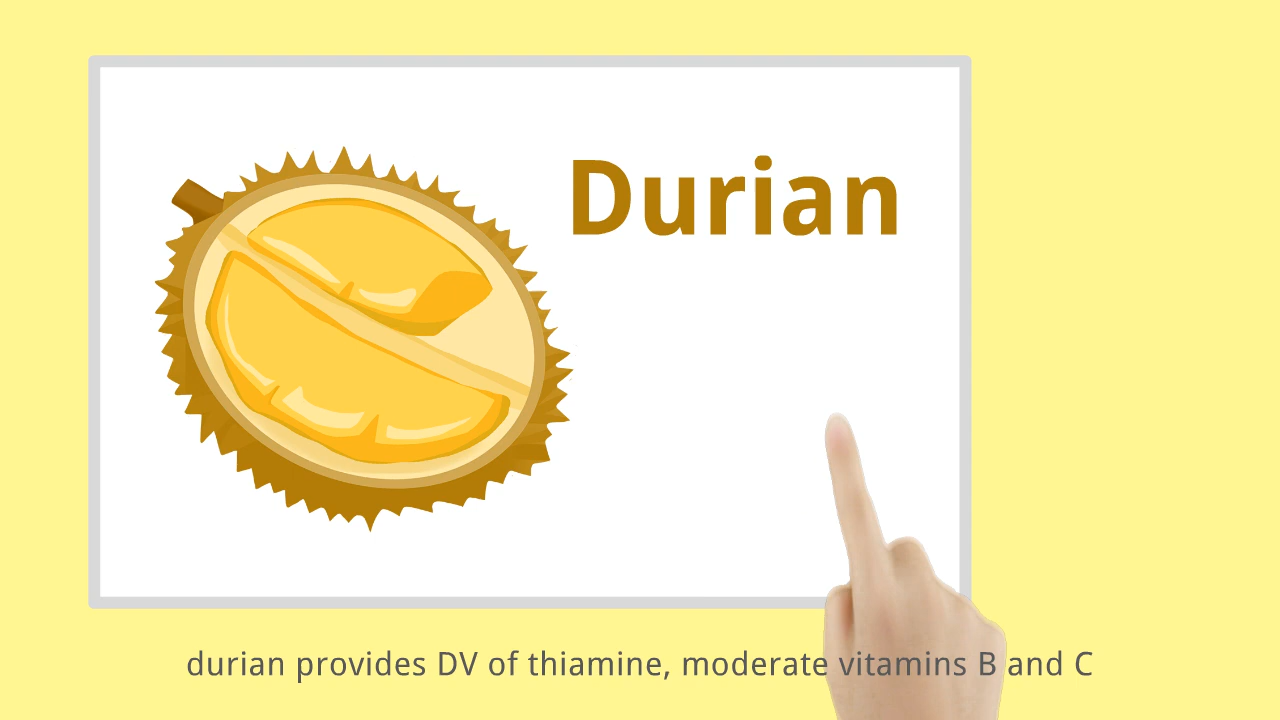 Durian
durian provides DV of thiamine, moderate vitamins B and C